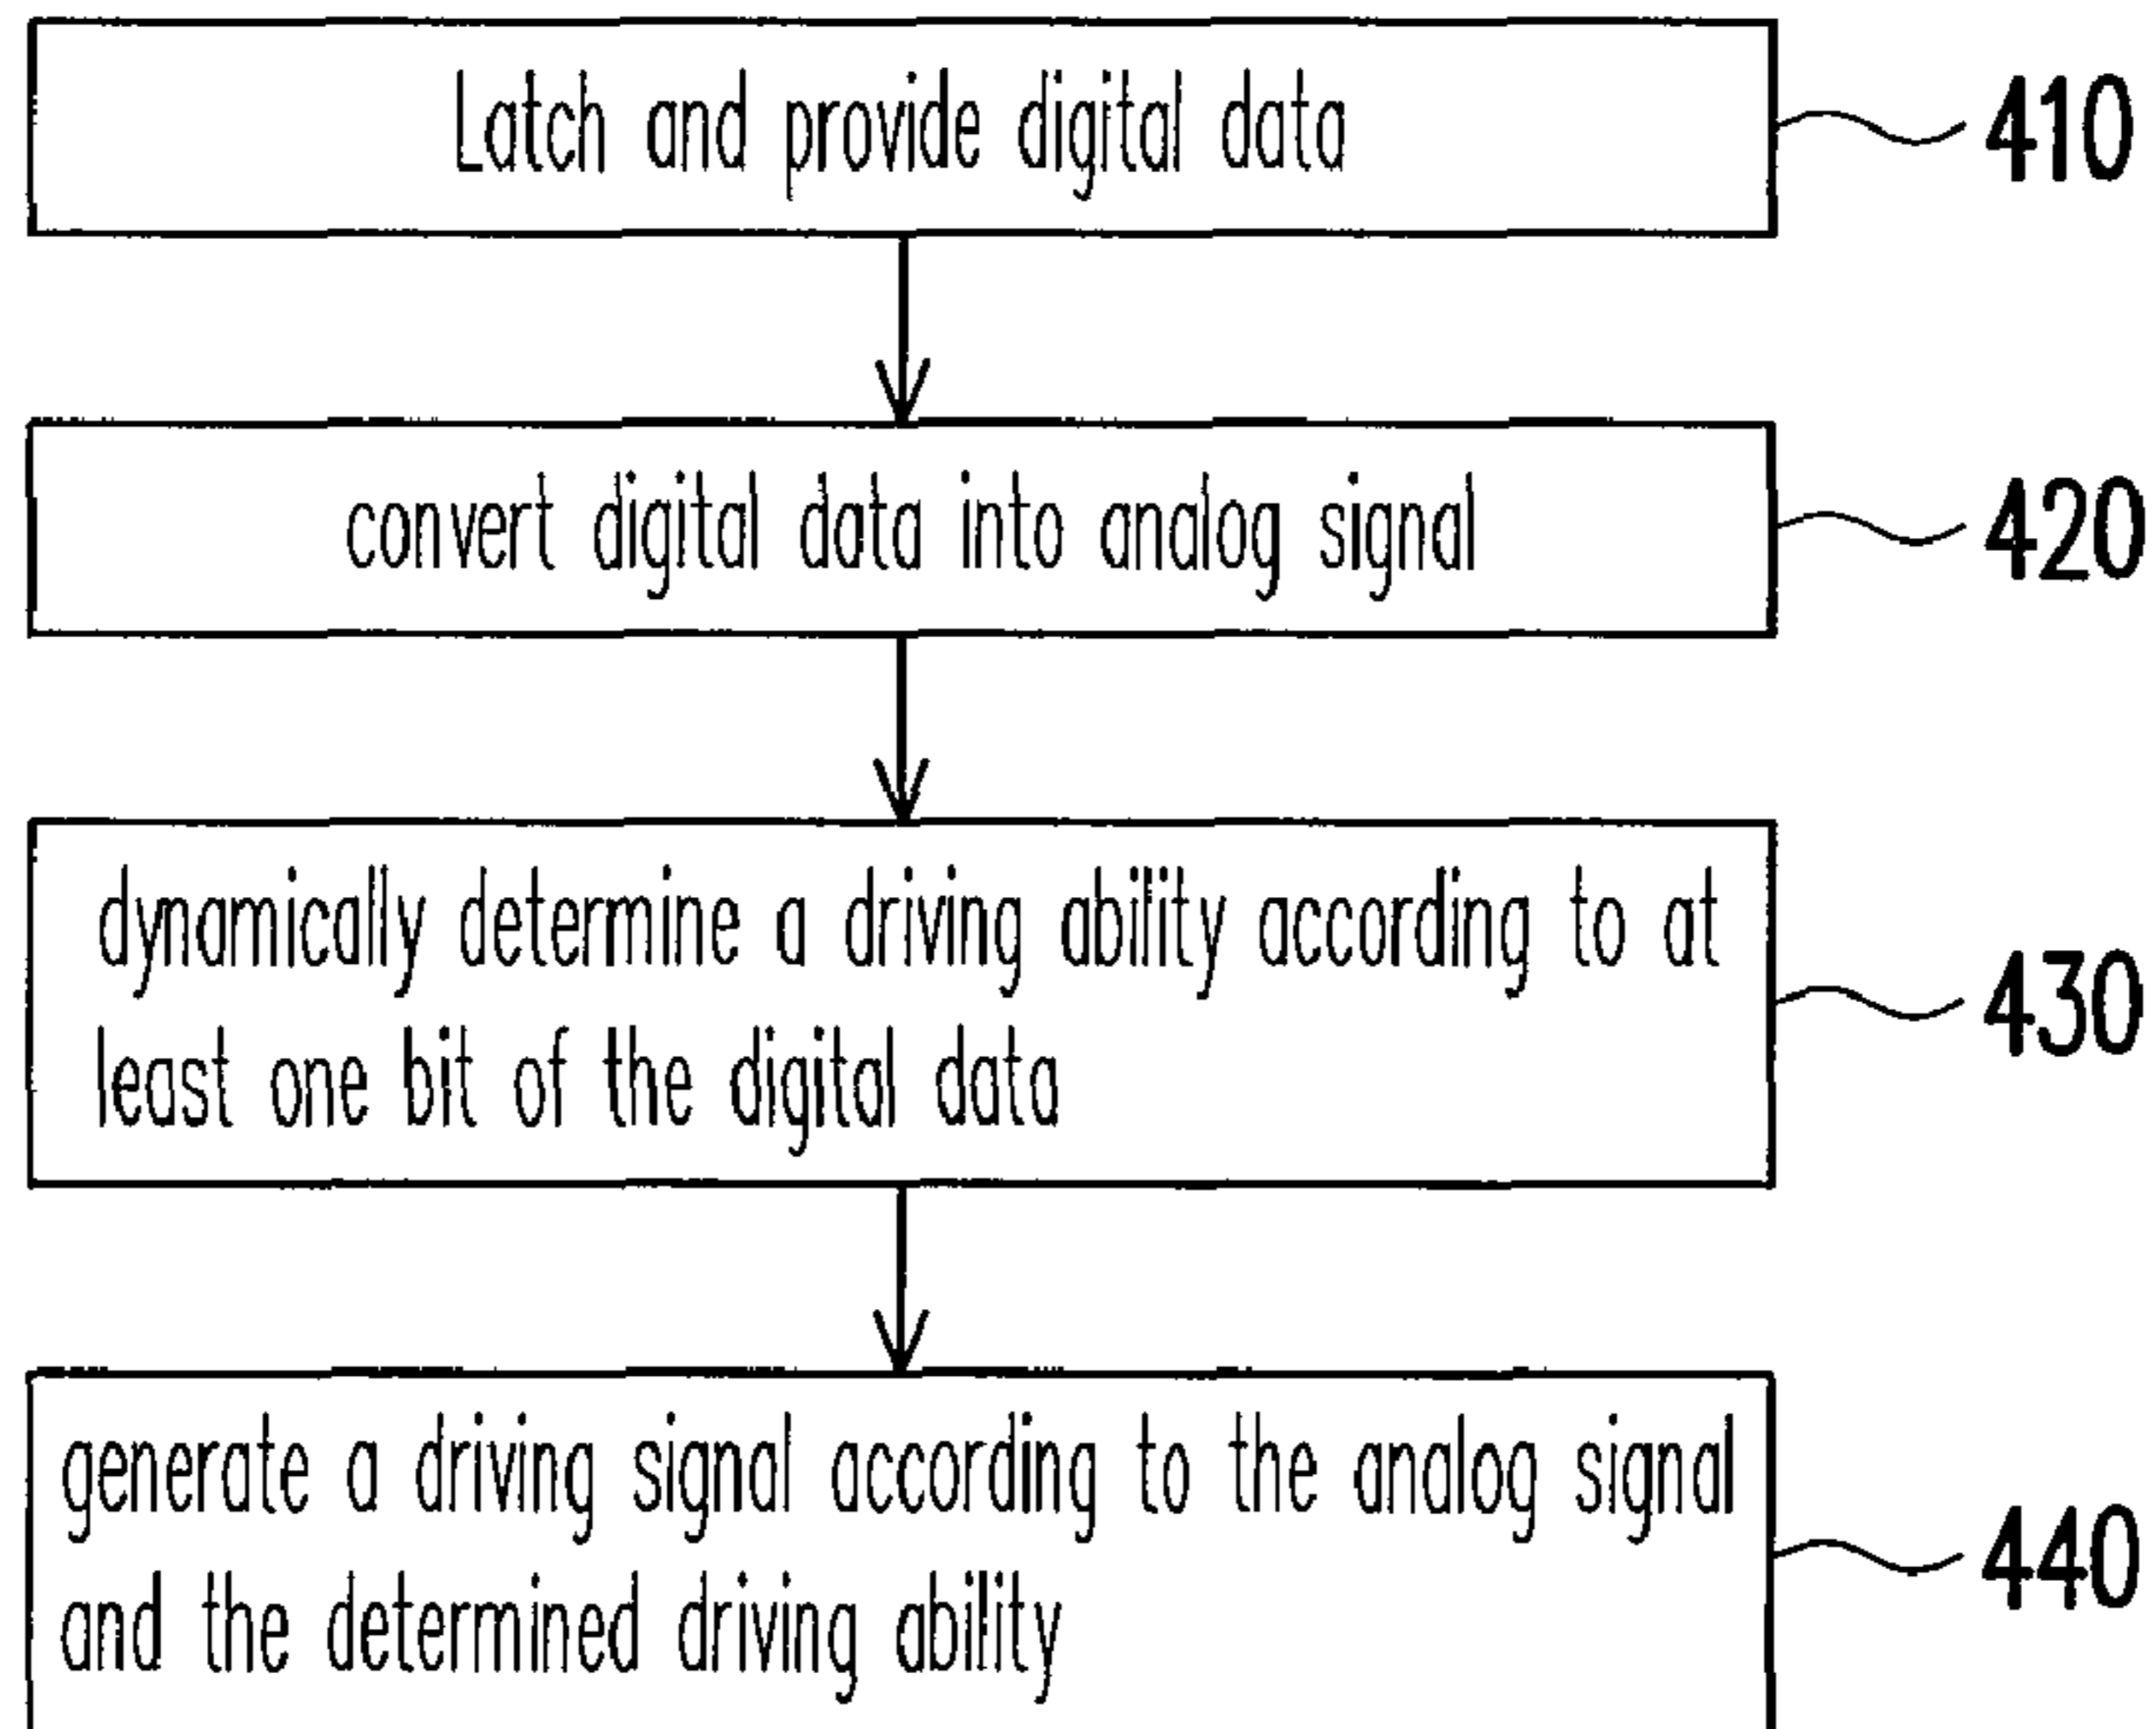 Latch and provide digital data
410
convert digital data into analog signal
420
dynamically determine a driving ability according to at
least one bit of the digital data
430
generate a driving signal according to the analog signal
and the determined driving ability
440